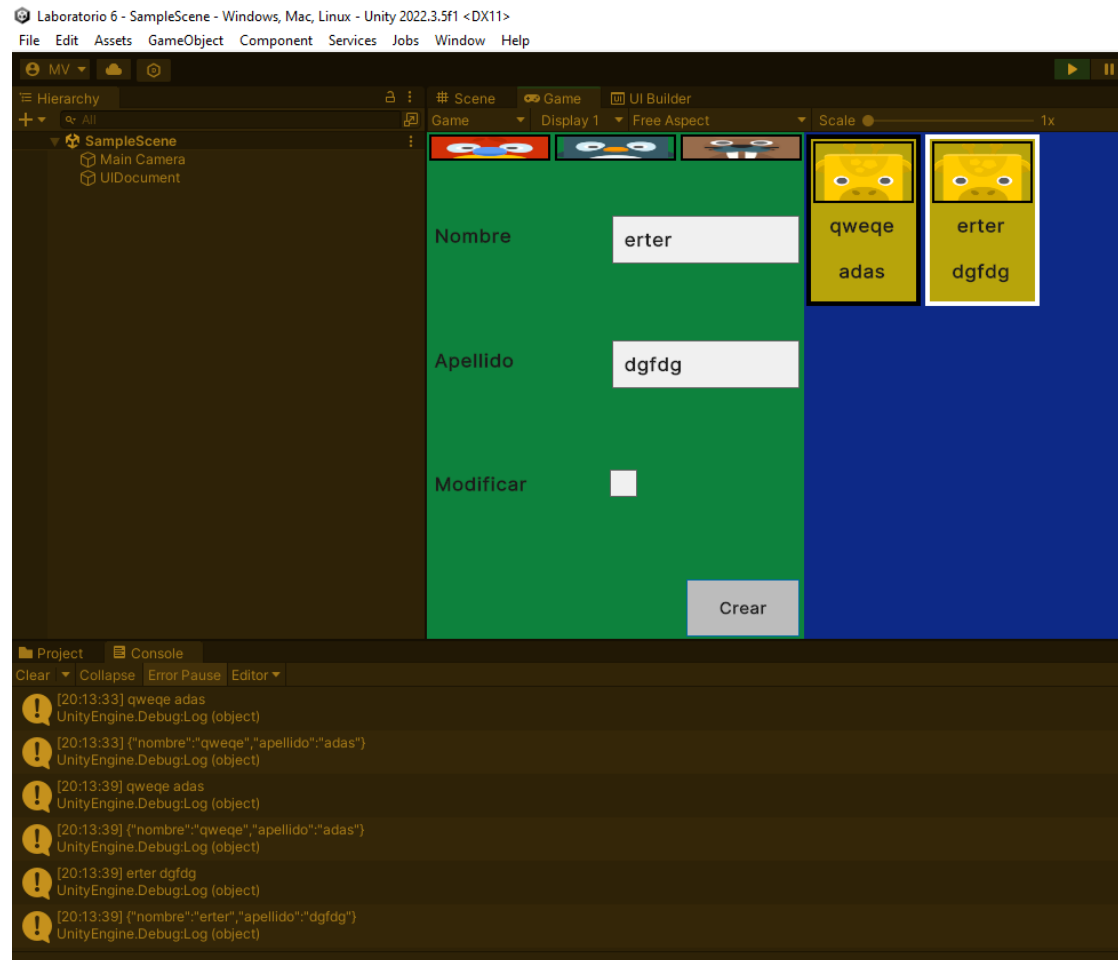 Laboratorio 6 - SampleScene - Windows, Mac, Linux - Unity 2022.3.5f1 <DX11>
File Edit Assets GameObject Component Services Jobs Window Help
MV
Hierarchy
All
SampleScene
Main Camera
UIDocument
Scene Game UI Builder
Game Display 1 Free Aspect Scale 1x
Nombre erter
Apellido dgfdg
Modificar
Crear
qweqe
adas
erter
dgfdg
Project Console
Clear Collapse Error Pause Editor
[20:13:33] qweqe adas
UnityEngine.Debug:Log (object)
[20:13:33] {"nombre":"qweqe","apellido":"adas"}
UnityEngine.Debug:Log (object)
[20:13:39] qweqe adas
UnityEngine.Debug:Log (object)
[20:13:39] {"nombre":"qweqe","apellido":"adas"}
UnityEngine.Debug:Log (object)
[20:13:39] erter dgfdg
UnityEngine.Debug:Log (object)
[20:13:39] {"nombre":"erter","apellido":"dgfdg"}
UnityEngine.Debug:Log (object)